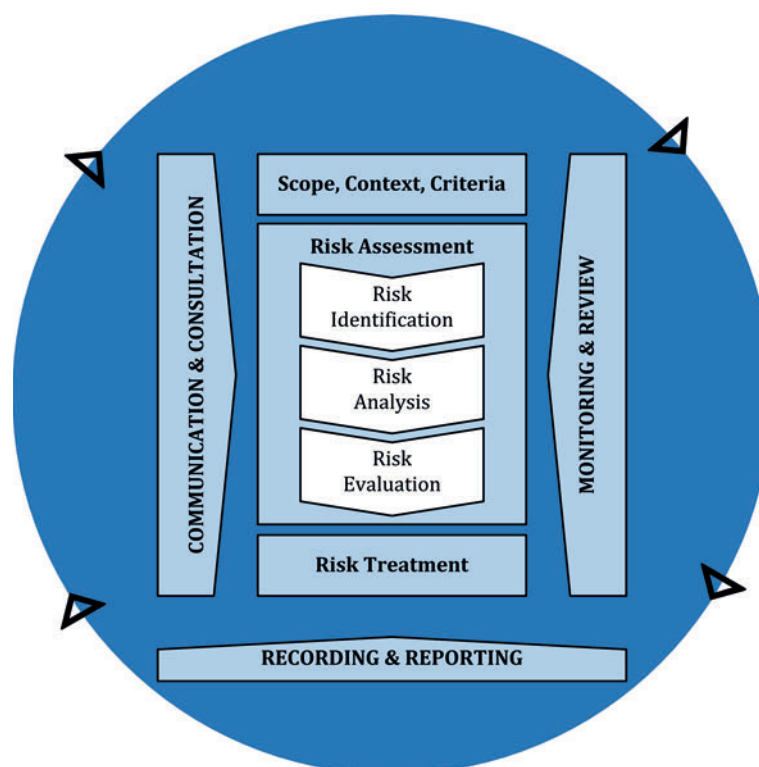 Scope, Context, Criteria
Risk Assessment
Risk
Identification
Risk
Analysis
Risk
Evaluation
Risk Treatment
COMMUNICATION & CONSULTATION
MONITORING & REVIEW
RECORDING & REPORTING